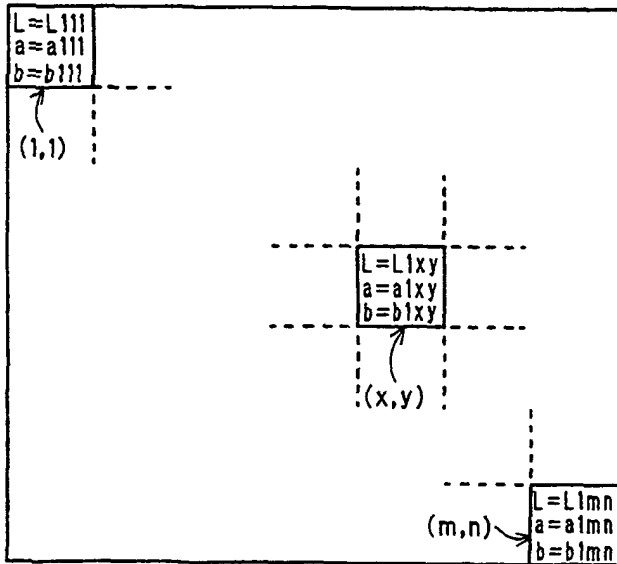 L=L111
a=a111
b=b111
(1,1)
L=L1xy
a=a1xy
b=b1xy
(x,y)
L=L1mn
a=a1mn
b=b1mn
(m,n)